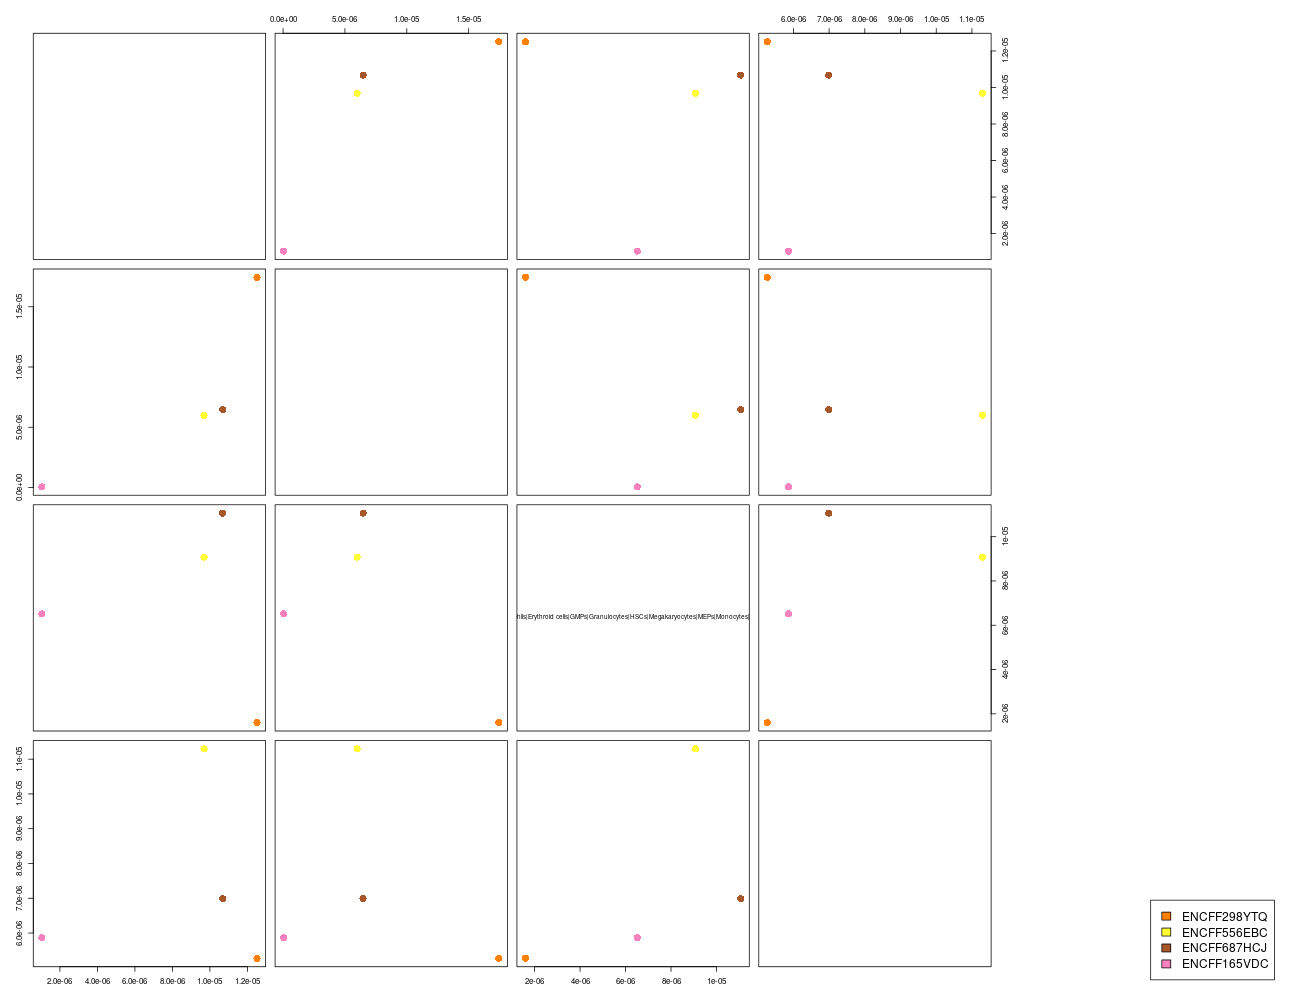 0.0e+00 5.0e-06 1.0e-05 1.5e-05
6.0e-06 7.0e-06 8.0e-06 9.0e-06 1.0e-05 1.1e-05
2.0e-06 4.0e-06 6.0e-06 8.0e-06 1.0e-05 1.2e-05
0.0e+00 5.0e-06 1.0e-05 1.5e-05
hils|Erythroid cells|GMPs|Granulocytes|HSCs|Megakaryocytes|MEPs|Monocytes|
2e-06 4e-06 6e-06 8e-06 1e-05
6.0e-06 7.0e-06 8.0e-06 9.0e-06 1.0e-05 1.1e-05
2.0e-06 4.0e-06 6.0e-06 8.0e-06 1.0e-05 1.2e-05
2e-06 4e-06 6e-06 8e-06 1e-05
ENCFF298YTQ
ENCFF556EBC
ENCFF687HCJ
ENCFF165VDC